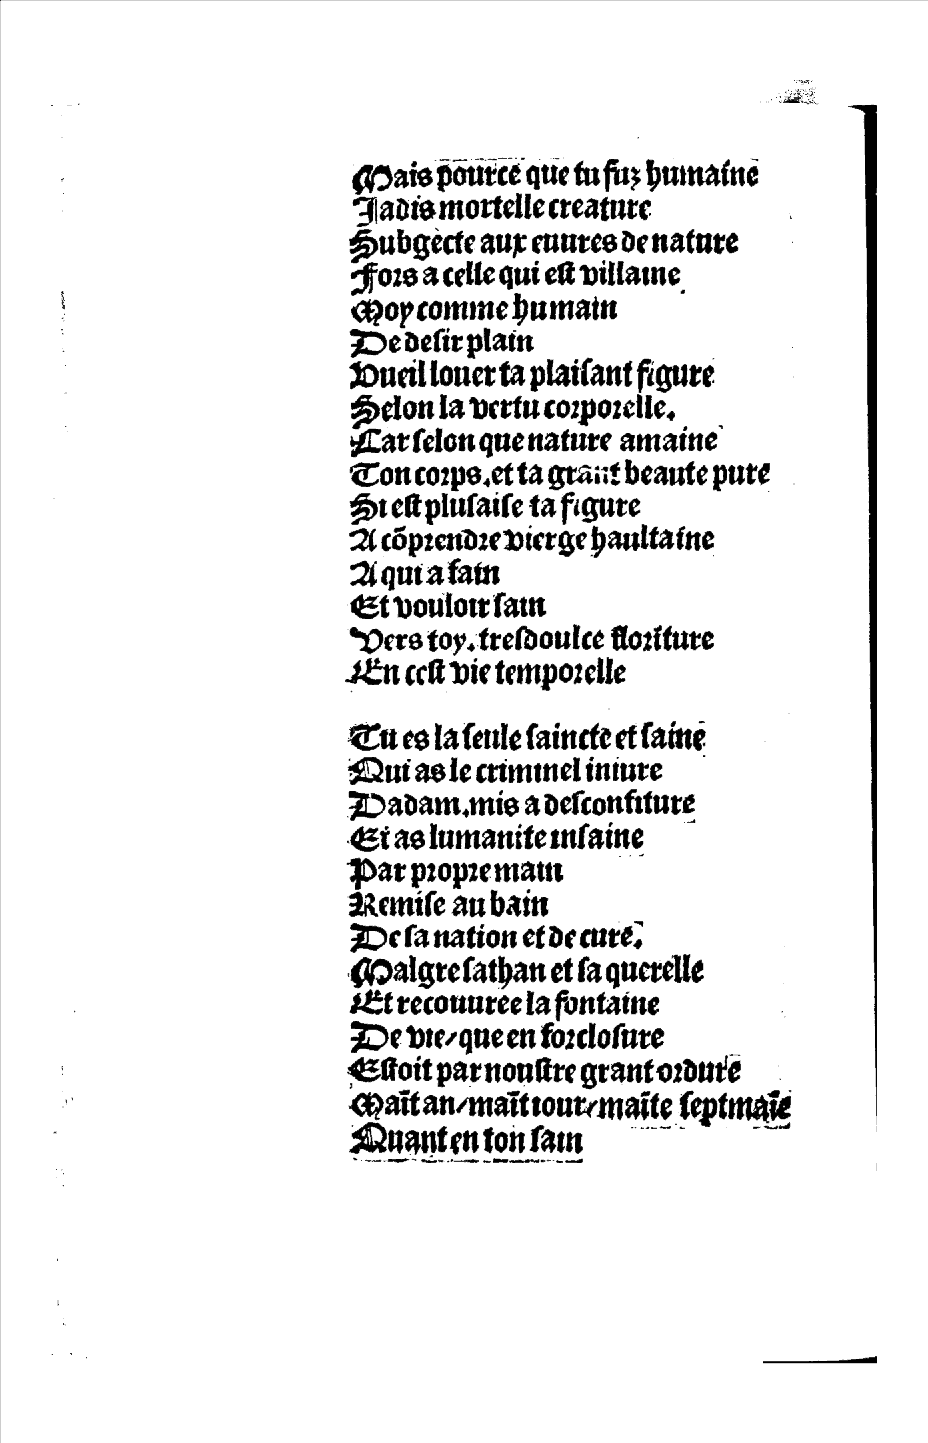 Mais pource que tu fuz humaine
Jadis mortelle creature
Subgecte aux euures de nature
Fors a celle qui est villaine
Moy comme humain
De desir plain
Vueil louer ta plaisant figure
Selon la vertu corporelle.
Car selon que nature amaine
Ton corps.et ta grant beaute pure
Si est plusaise ta figure
A cõprendre vierge haultaine
A qui a fain
Et vouloir sain
Vers toy.tresdoulce floriture
En cest vie temporelle
Tu es la seule saincte et saine
Qui as le criminel iniure
Dadam.mis a desconfiture
Et as lumanite insaine
Par propre main
Remise au bain
De sa nation et de cure.
Malgre sathan et sa querelle
Et recouuree la fontaine
De vie/que en forclosure
Estoit par noustre grant ordure
Maīt an/maīt iour/maīte septmaīe
Quant en ton sain